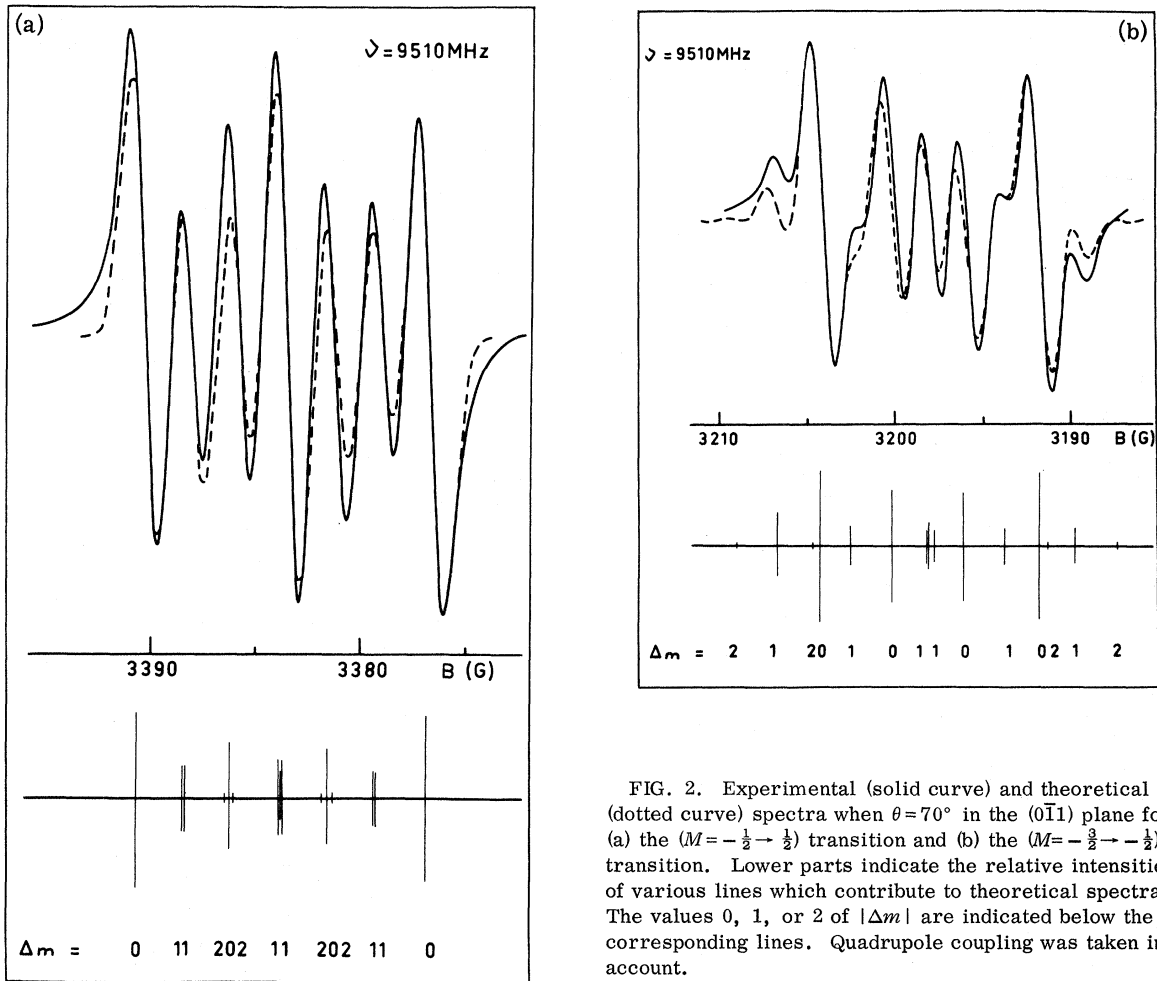 (a)
ν = 9510MHz
3390 3380 B (G)
Δm = 0 11 202 11 202 11 0
(b)
ν = 9510MHz
3210 3200 3190 B (G)
Δm = 2 1 20 1 0 1 1 0 1 0 2 1 2
FIG. 2. Experimental (solid curve) and theoretical
(dotted curve) spectra when θ = 70° in the (01̄1) plane fo
(a) the (M = -½ → ½) transition and (b) the (M = -3/2 → -½)
transition. Lower parts indicate the relative intensitie
of various lines which contribute to theoretical spectra
The values 0, 1, or 2 of |Δm| are indicated below the
corresponding lines. Quadrupole coupling was taken in
account.